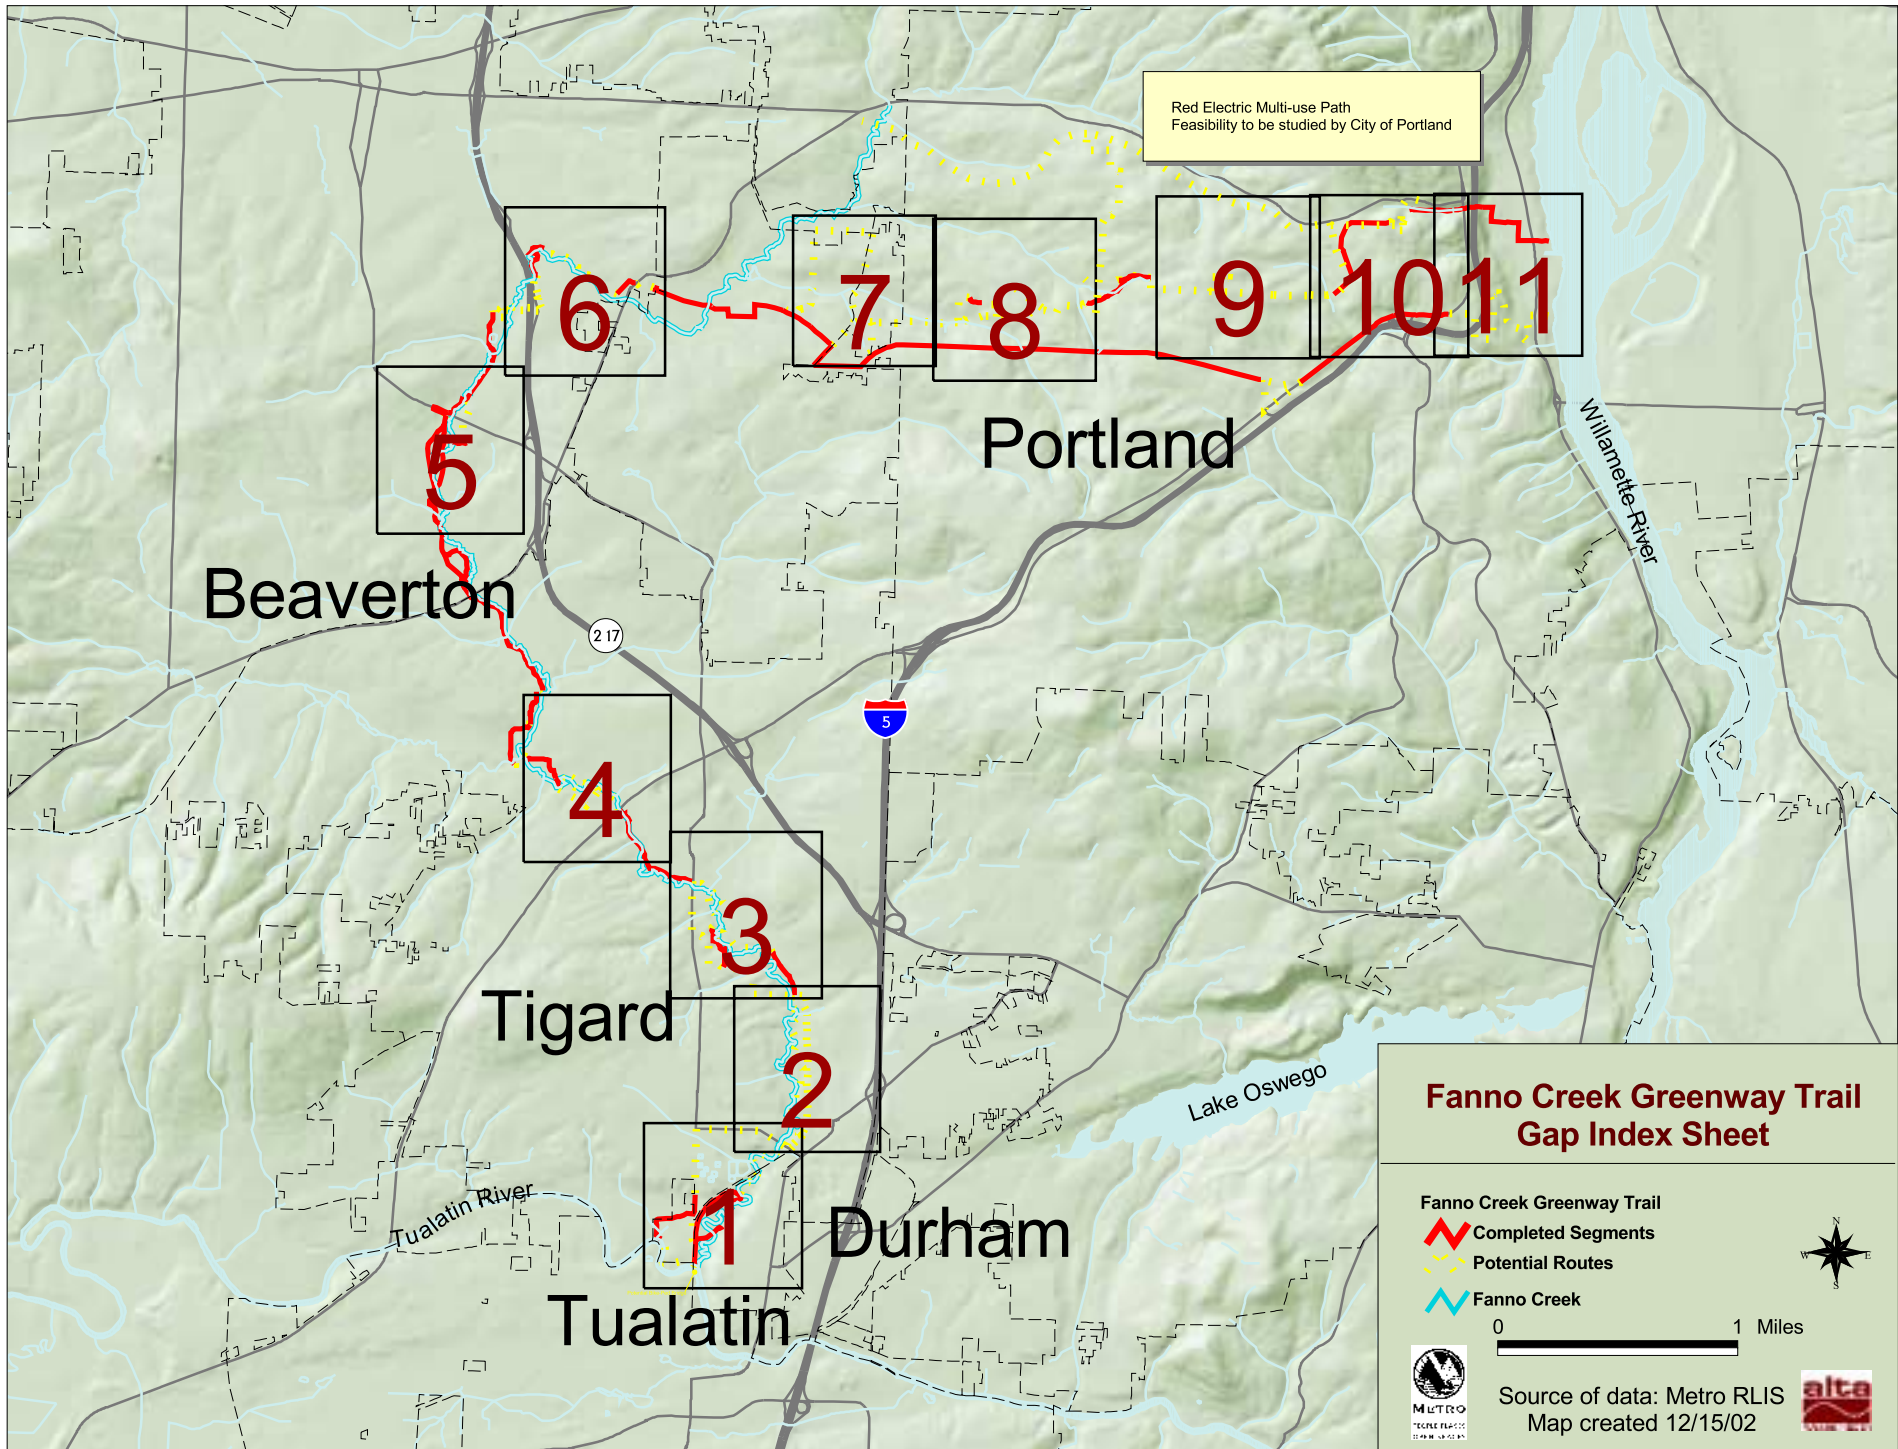 Red Electric Multi-use Path
Feasibility to be studied by City of Portland
6
7
8
9
10
11
5
Portland
Willamette River
Beaverton
217
5
4
3
Tigard
2
Lake Oswego
1
Tualatin River
Durham
Tualatin
Fanno Creek Greenway Trail
Gap Index Sheet
Fanno Creek Greenway Trail
Completed Segments
Potential Routes
Fanno Creek
N
W
E
S
0 1 Miles
Source of data: Metro RLIS
Map created 12/15/02
METRO
alta